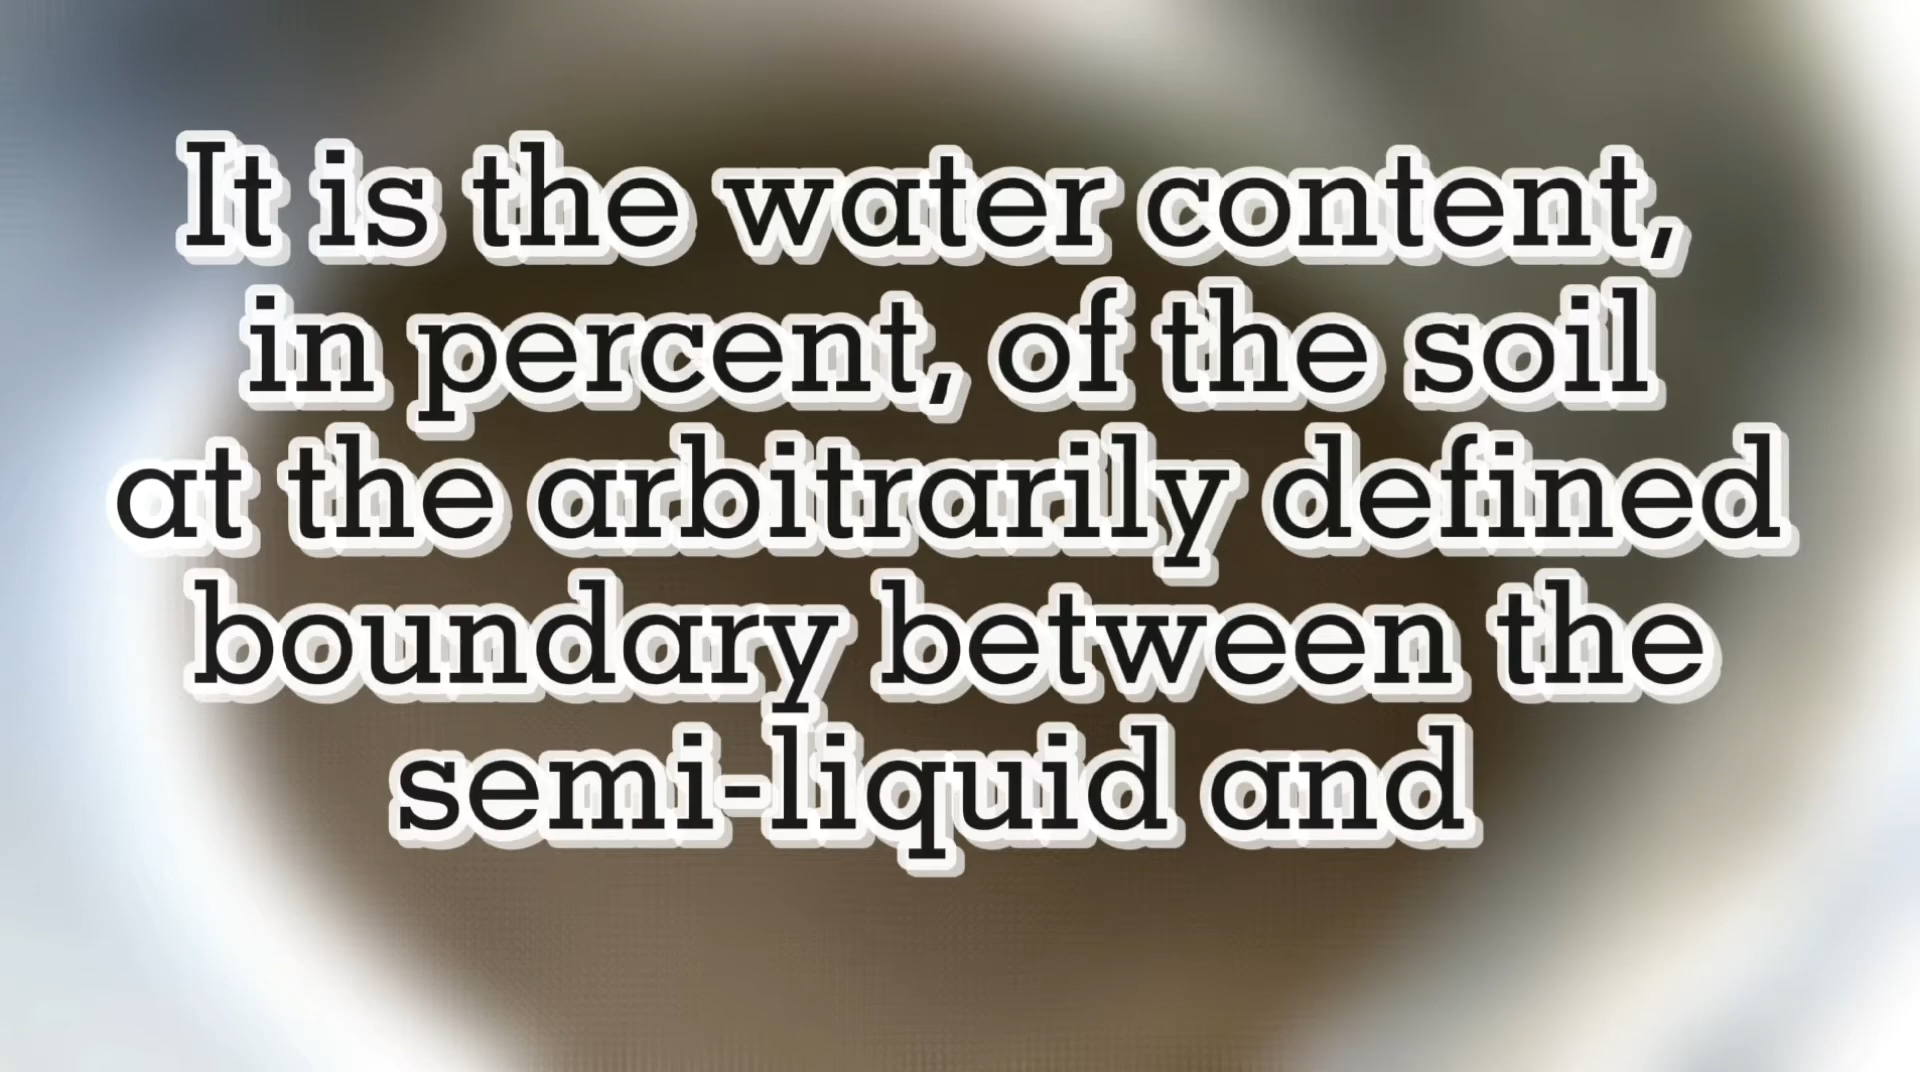 It is the water content,
in percent, of the soil
at the arbitrarily defined
boundary between the
semi-liquid and